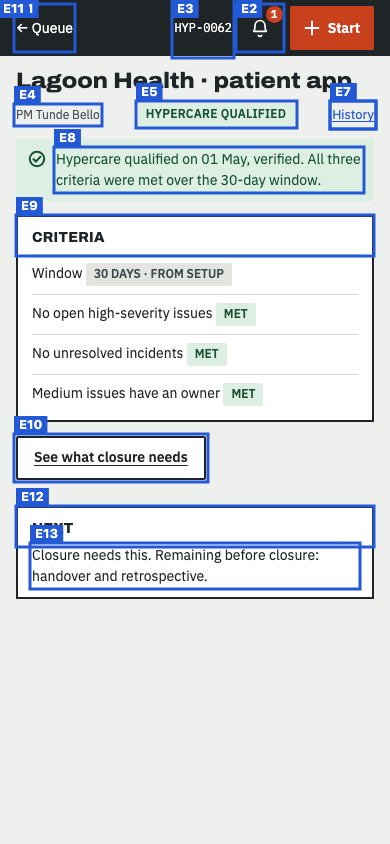 E11 1 E3 E2
← Queue HYP-0062 1 + Start
Lagoon Health · patient app
E4 E5 E7
PM Tunde Bello HYPERCARE QUALIFIED History
E8
Hypercare qualified on 01 May, verified. All three
criteria were met over the 30-day window.
E9
CRITERIA
Window 30 DAYS · FROM SETUP
No open high-severity issues MET
No unresolved incidents MET
Medium issues have an owner MET
E10
See what closure needs
E12
NEXT
E13
Closure needs this. Remaining before closure:
handover and retrospective.